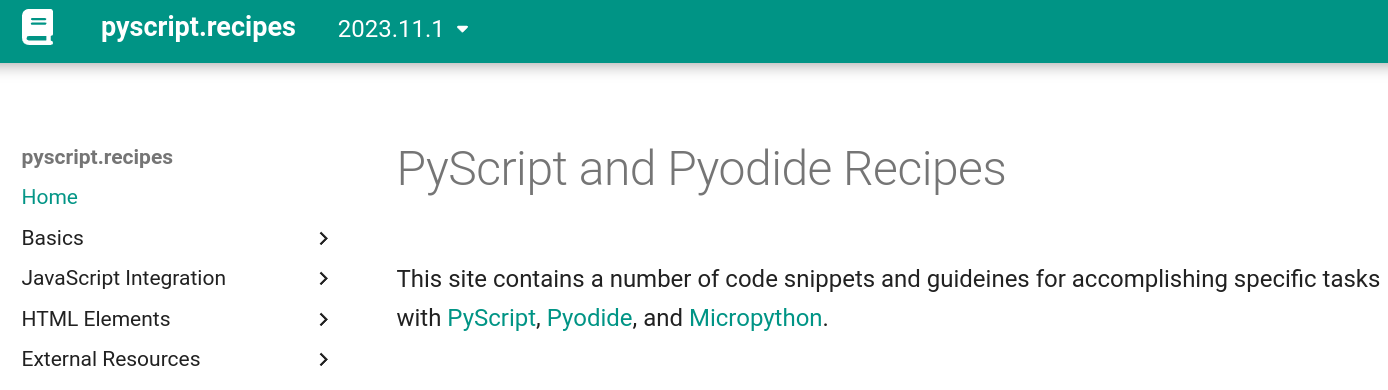 pyscript.recipes 2023.11.1
pyscript.recipes
Home
Basics
JavaScript Integration
HTML Elements
External Resources
PyScript and Pyodide Recipes
This site contains a number of code snippets and guideines for accomplishing specific tasks
with PyScript, Pyodide, and Micropython.